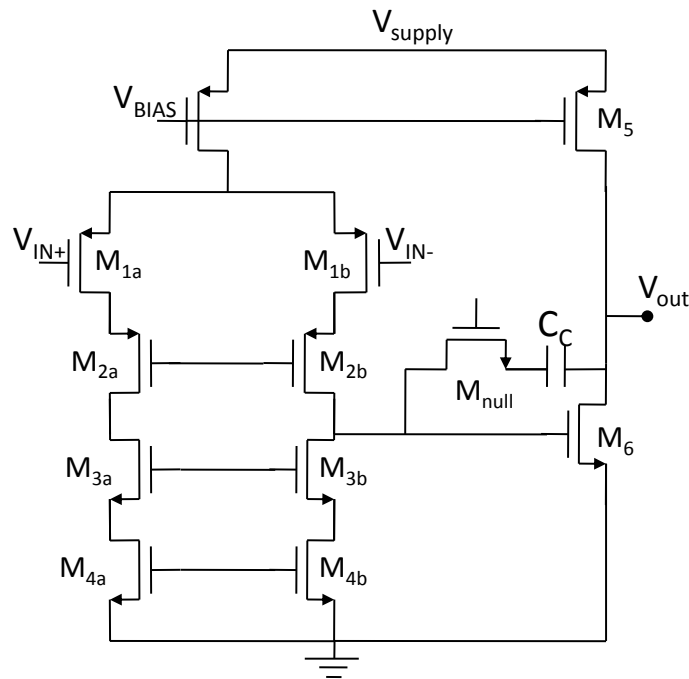 V_supply
V_BIAS
M_5
V_IN+
M_1a
M_1b
V_IN-
V_out
M_2a
M_2b
C_C
M_null
M_3a
M_3b
M_6
M_4a
M_4b